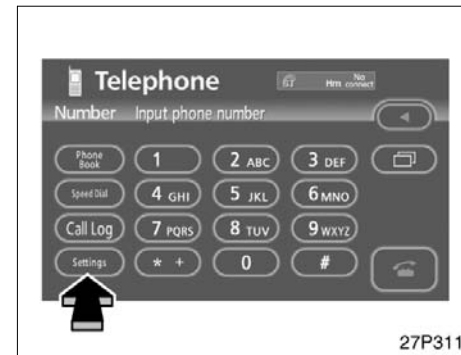 Telephone
No
Hm connect
Number Input phone number
Phone Book
1
2 ABC
3 DEF
Speed Dial
4 GHI
5 JKL
6 MNO
Call Log
7 PQRS
8 TUV
9 WXYZ
Settings
* +
0
#
27P311